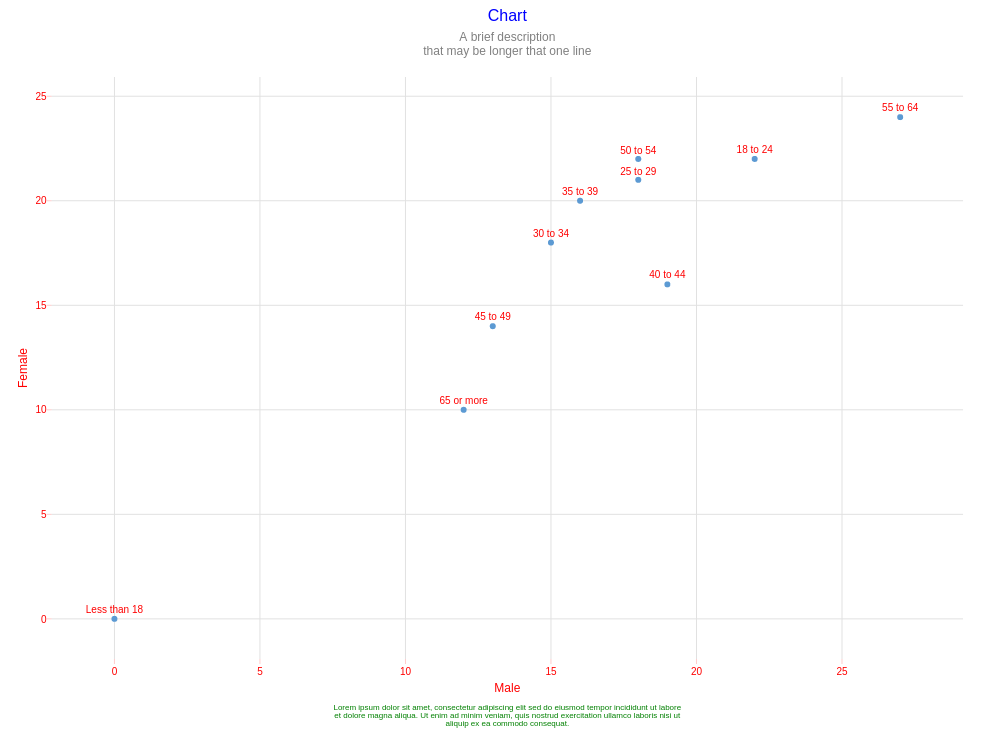 Chart
A brief description
that may be longer that one line
25
55 to 64
50 to 54
18 to 24
25 to 29
35 to 39
20
30 to 34
40 to 44
15
45 to 49
Female
65 or more
10
5
Less than 18
0
0 5 10 15 20 25
Male
Lorem ipsum dolor sit amet, consectetur adipiscing elit sed do eiusmod tempor incididunt ut labore
et dolore magna aliqua. Ut enim ad minim veniam, quis nostrud exercitation ullamco laboris nisi ut
aliquip ex ea commodo consequat.